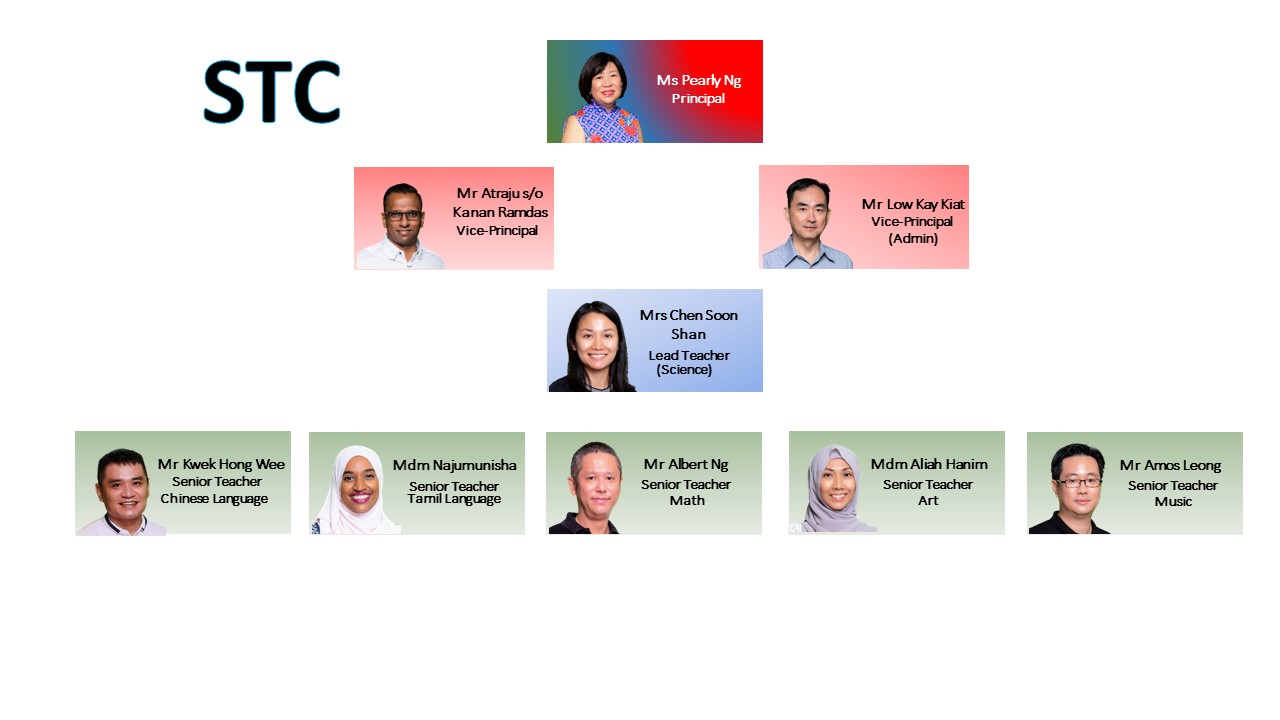 STC
Ms Pearly Ng
Principal
Mr Atraju s/o
Kanan Ramdas
Vice-Principal
Mr Low Kay Kiat
Vice-Principal
(Admin)
Mrs Chen Soon
Shan
Lead Teacher
(Science)
Mr Kwek Hong Wee
Senior Teacher
Chinese Language
Mdm Najumunisha
Senior Teacher
Tamil Language
Mr Albert Ng
Senior Teacher
Math
Mdm Aliah Hanim
Senior Teacher
Art
Mr Amos Leong
Senior Teacher
Music